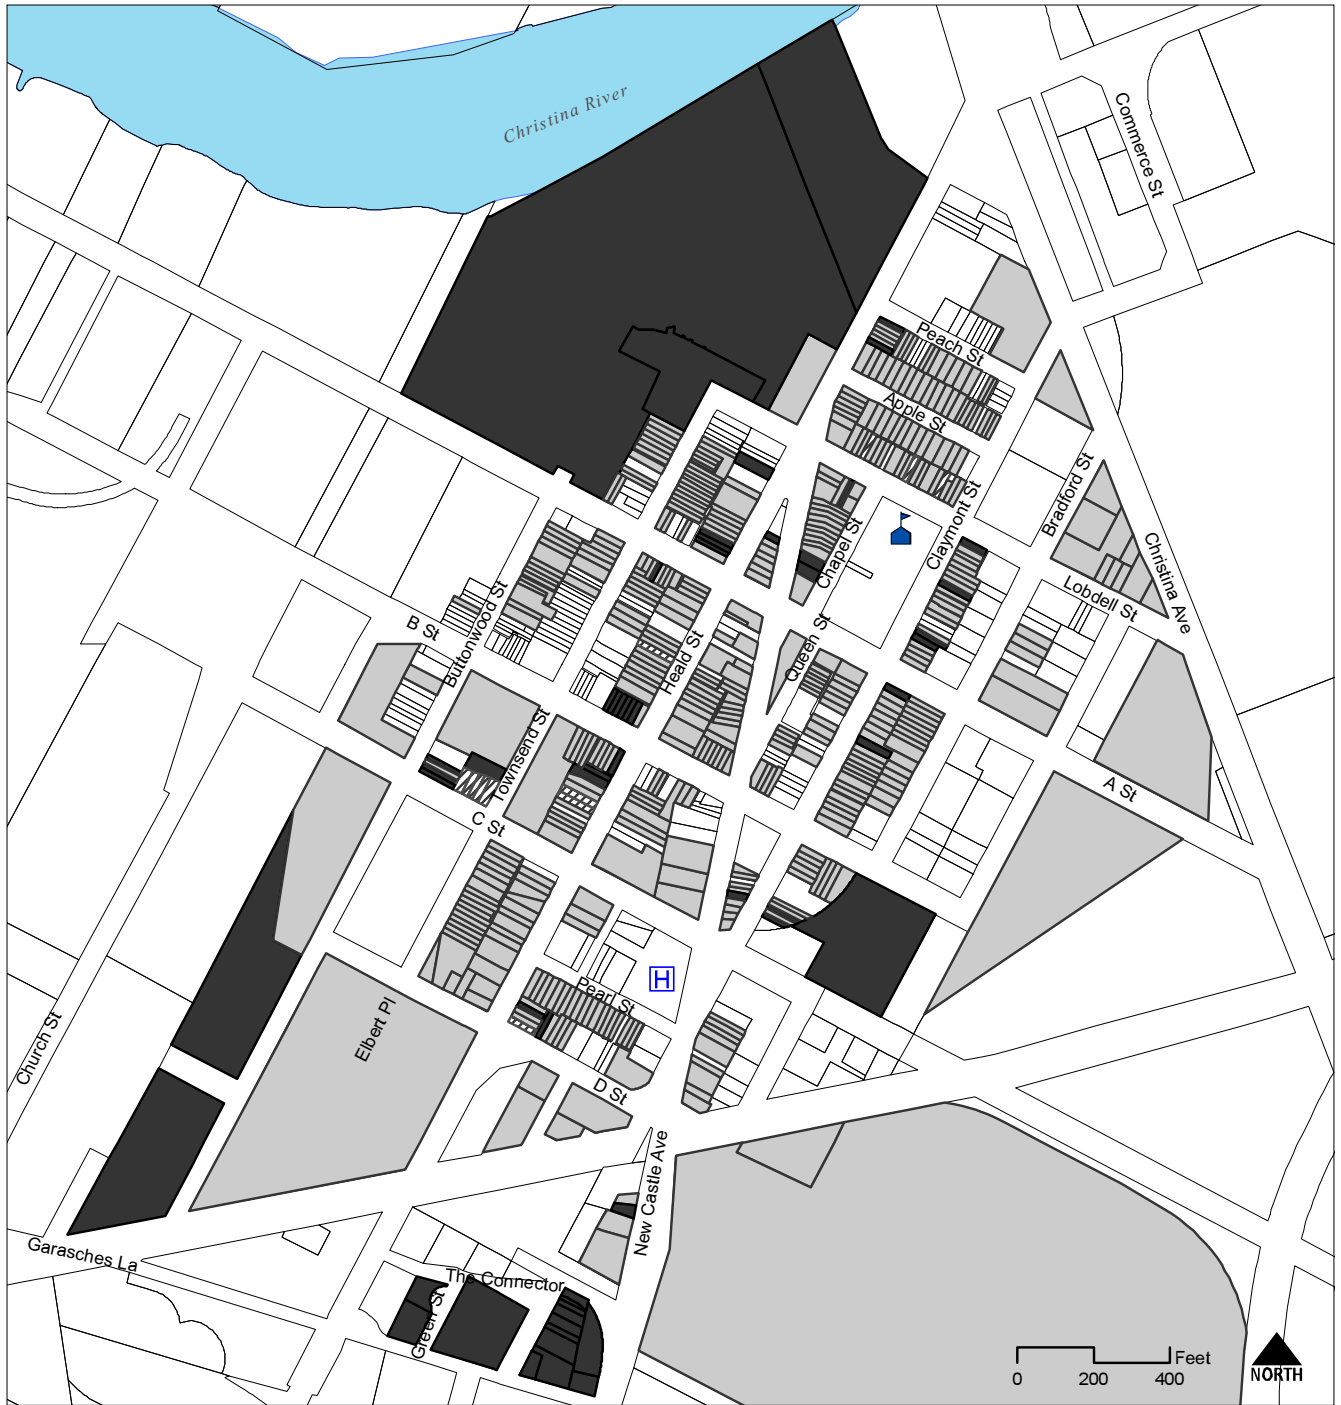 Christina River
Commerce St
Peach St
Apple St
Bradford St
Claymont St
Chapel St
Christina Ave
Lobdell St
Buttonwood St
B St
Queen St
Heald St
Townsend St
A St
C St
Pearl St
H
Elbert Pl
Church St
D St
New Castle Ave
Garasches La
The Connector
Green St
Feet
0 200 400
NORTH